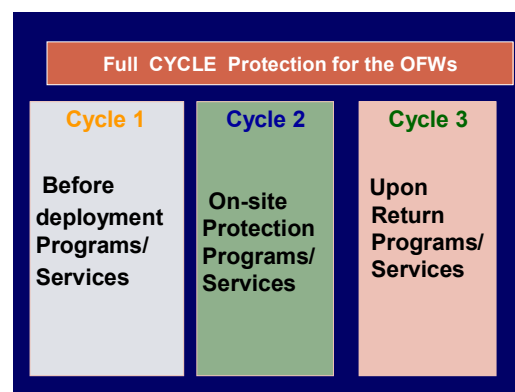 Full CYCLE Protection for the OFWs
Cycle 1
Before
deployment
Programs/
Services
Cycle 2
On-site
Protection
Programs/
Services
Cycle 3
Upon
Return
Programs/
Services